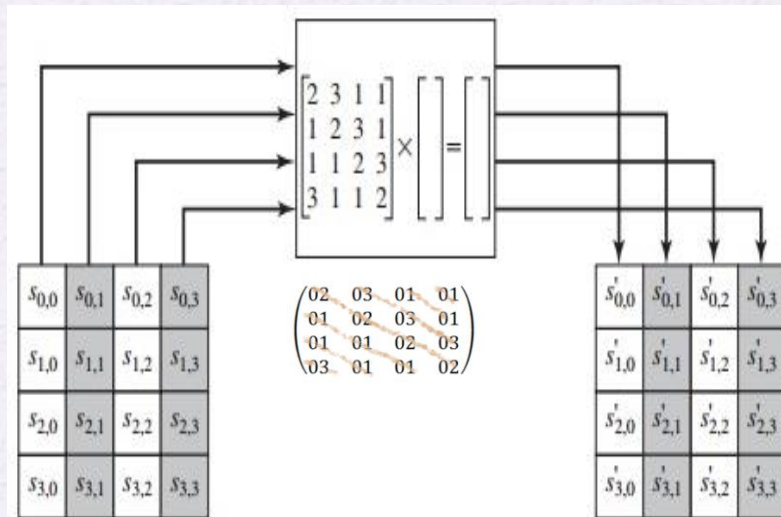 2 3 1 1
1 2 3 1
1 1 2 3
3 1 1 2
× =
s0,0 s0,1 s0,2 s0,3
s1,0 s1,1 s1,2 s1,3
s2,0 s2,1 s2,2 s2,3
s3,0 s3,1 s3,2 s3,3
02 03 01 01
01 02 03 01
01 01 02 03
03 01 01 02
s'0,0 s'0,1 s'0,2 s'0,3
s'1,0 s'1,1 s'1,2 s'1,3
s'2,0 s'2,1 s'2,2 s'2,3
s'3,0 s'3,1 s'3,2 s'3,3